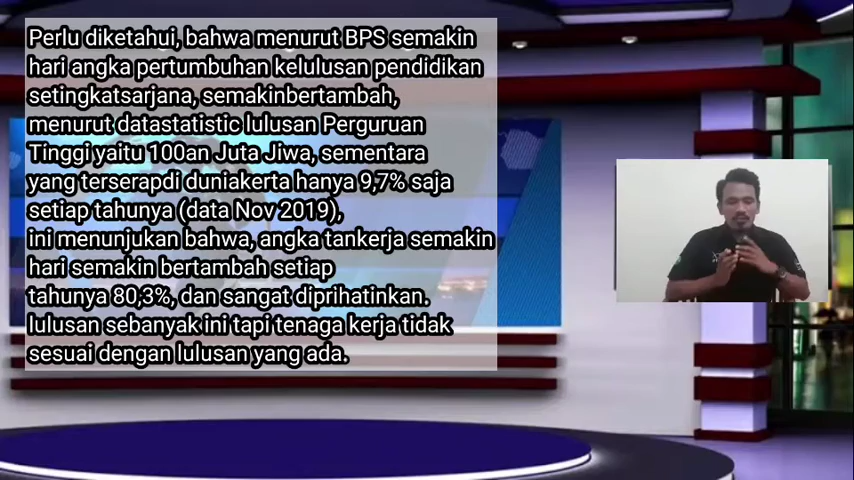 Perlu diketahui, bahwa menurut BPS semakin
hari angka pertumbuhan kelulusan pendidikan
setingkatsarjana, semakinbertambah,
menurut datastatistic lulusan Perguruan
Tinggi yaitu 100an Juta Jiwa, sementara
yang terserapdi duniakerta hanya 9,7% saja
setiap tahunya (data Nov 2019),
ini menunjukan bahwa, angka tankerja semakin
hari semakin bertambah setiap
tahunya 80,3%, dan sangat diprihatinkan.
lulusan sebanyak ini tapi tenaga kerja tidak
sesuai dengan lulusan yang ada.